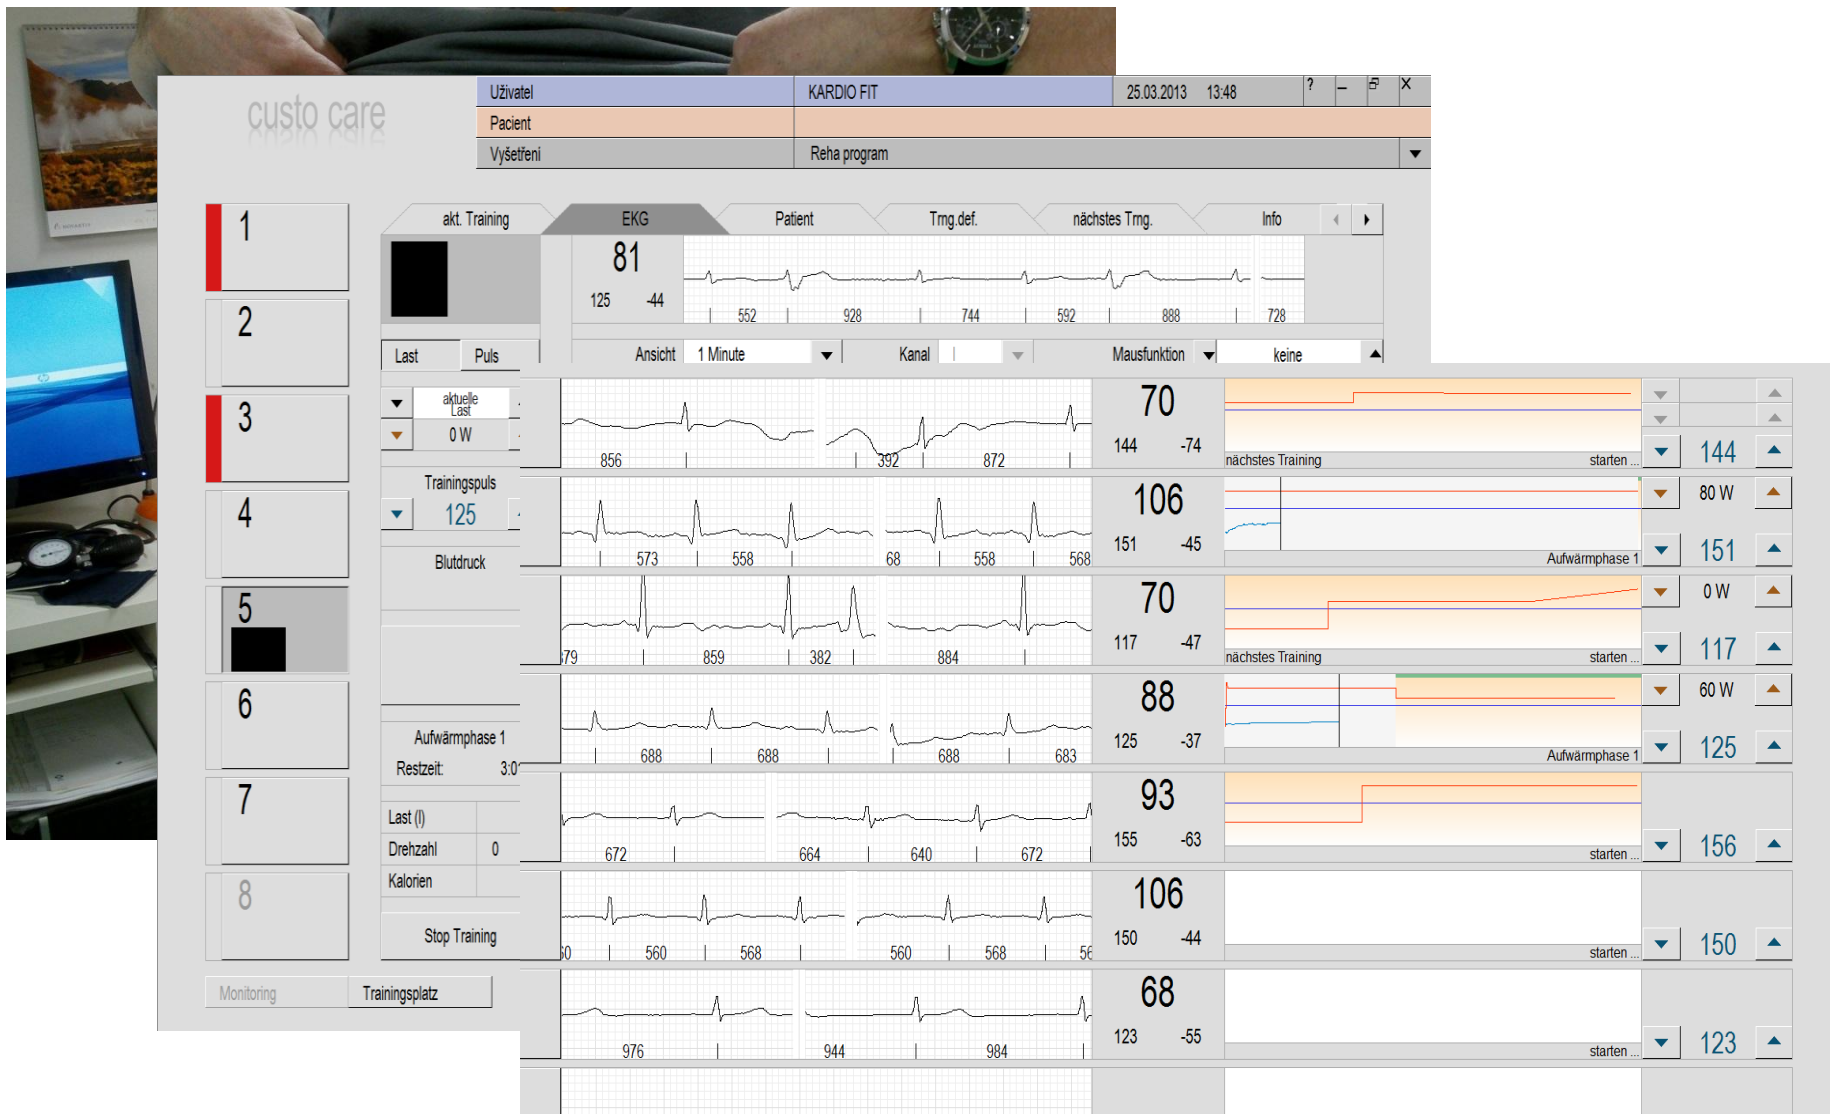 custo care
Uživatel KARDIO FIT 25.03.2013 13:48 ? _ X
Pacient
Vyšetření Reha program
akt. Training EKG Patient Trng.def. nächstes Trng. Info
81
125 -44
552 928 744 592 888 728
Last Puls
Ansicht 1 Minute Kanal I Mausfunktion keine
aktuelle
Last
0 W
Trainingspuls
125
Blutdruck
Aufwärmphase 1
Restzeit: 3:0
Last (I)
Drehzahl 0
Kalorien
Stop Training
1
2
3
4
5
6
7
8
Monitoring Trainingsplatz
70
144 -74
856 392 872
nächstes Training starten ...
144
106
151 -45
573 558 68 558 568
Aufwärmphase 1
80 W
151
70
117 -47
379 859 382 884
nächstes Training starten ...
0 W
117
88
125 -37
688 688 688 683
Aufwärmphase 1
60 W
125
93
155 -63
672 664 640 672
starten ...
156
106
150 -44
60 560 568 560 568 56
starten ...
150
68
123 -55
976 944 984
starten ...
123